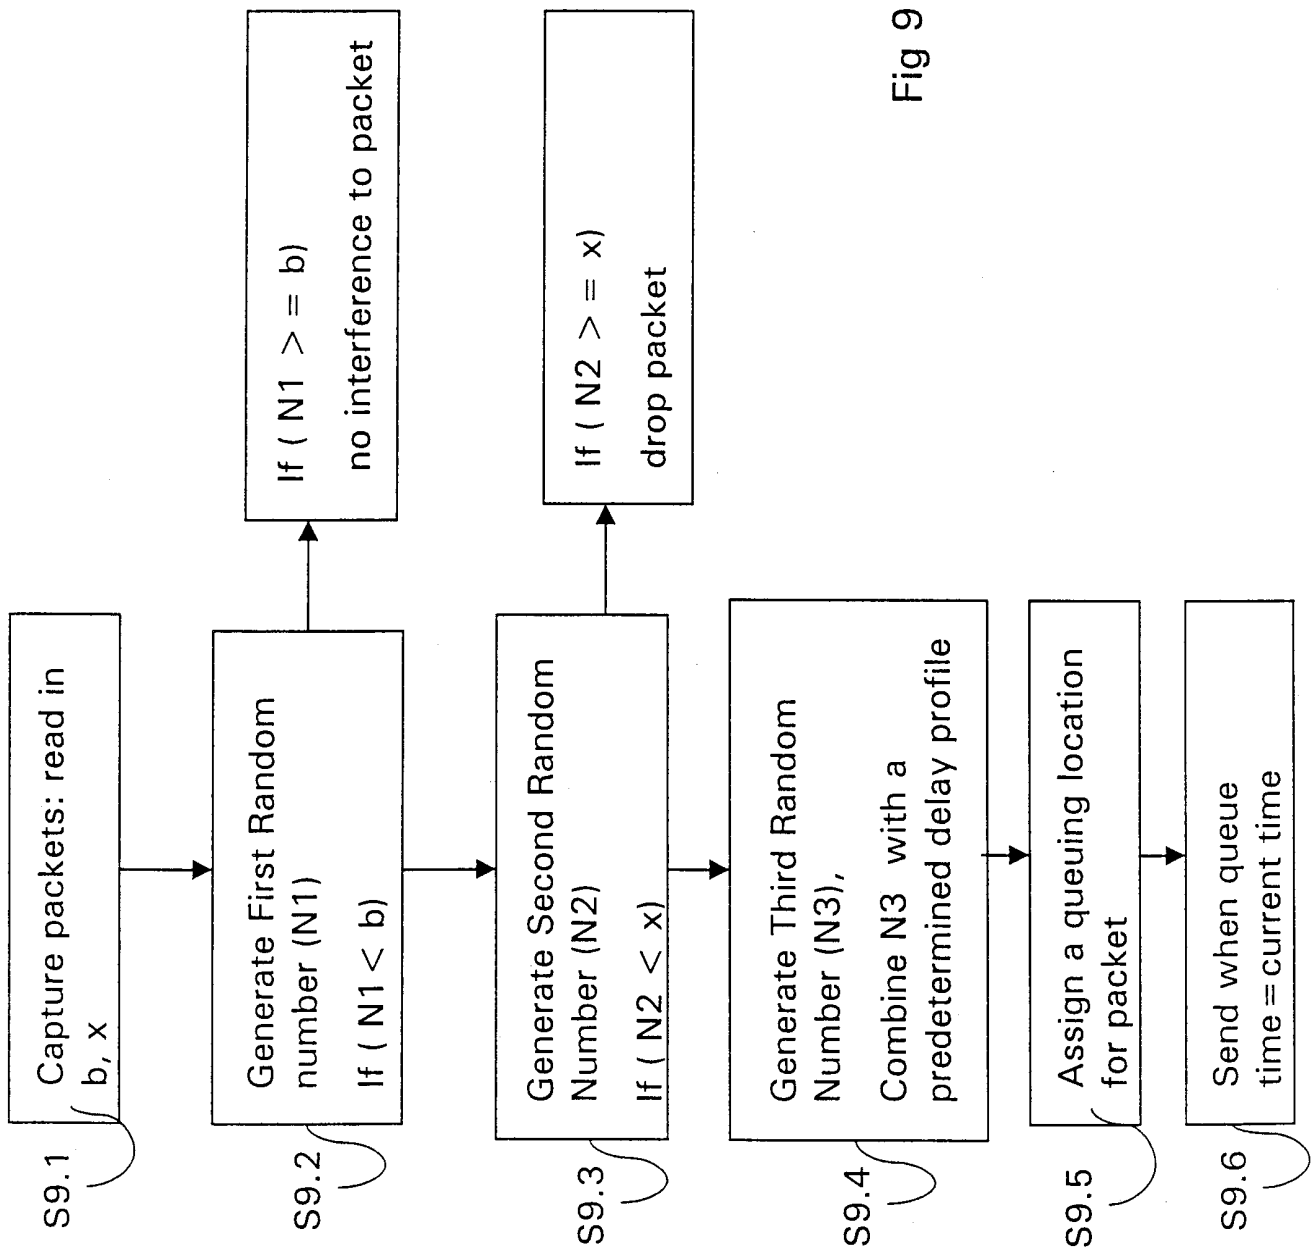 S9.1
Capture packets: read in
b, x
S9.2
Generate First Random
number (N1)
If ( N1 < b)
If ( N1 > = b)
no interference to packet
S9.3
Generate Second Random
Number (N2)
If ( N2 < x)
If ( N2 > = x)
drop packet
S9.4
Generate Third Random
Number (N3),
Combine N3 with a
predetermined delay profile
S9.5
Assign a queuing location
for packet
S9.6
Send when queue
time = current time
Fig 9